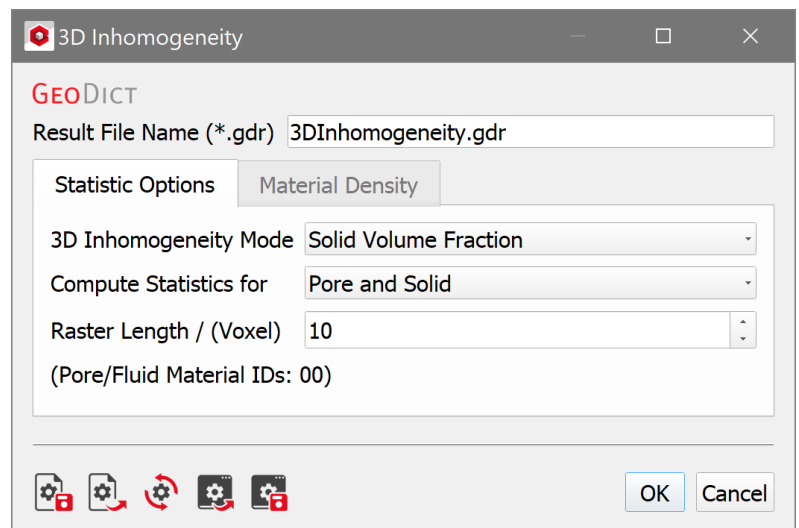 3D Inhomogeneity
GEODICT
Result File Name (*.gdr) 3DInhomogeneity.gdr
Statistic Options Material Density
3D Inhomogeneity Mode Solid Volume Fraction
Compute Statistics for Pore and Solid
Raster Length / (Voxel) 10
(Pore/Fluid Material IDs: 00)
OK Cancel